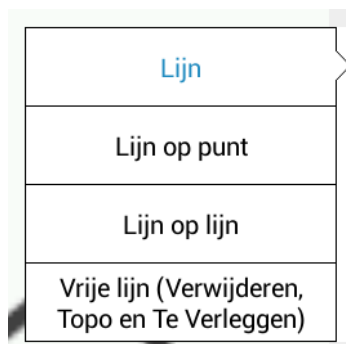 Lijn
Lijn op punt
Lijn op lijn
Vrije lijn (Verwijderen,
Topo en Te Verleggen)